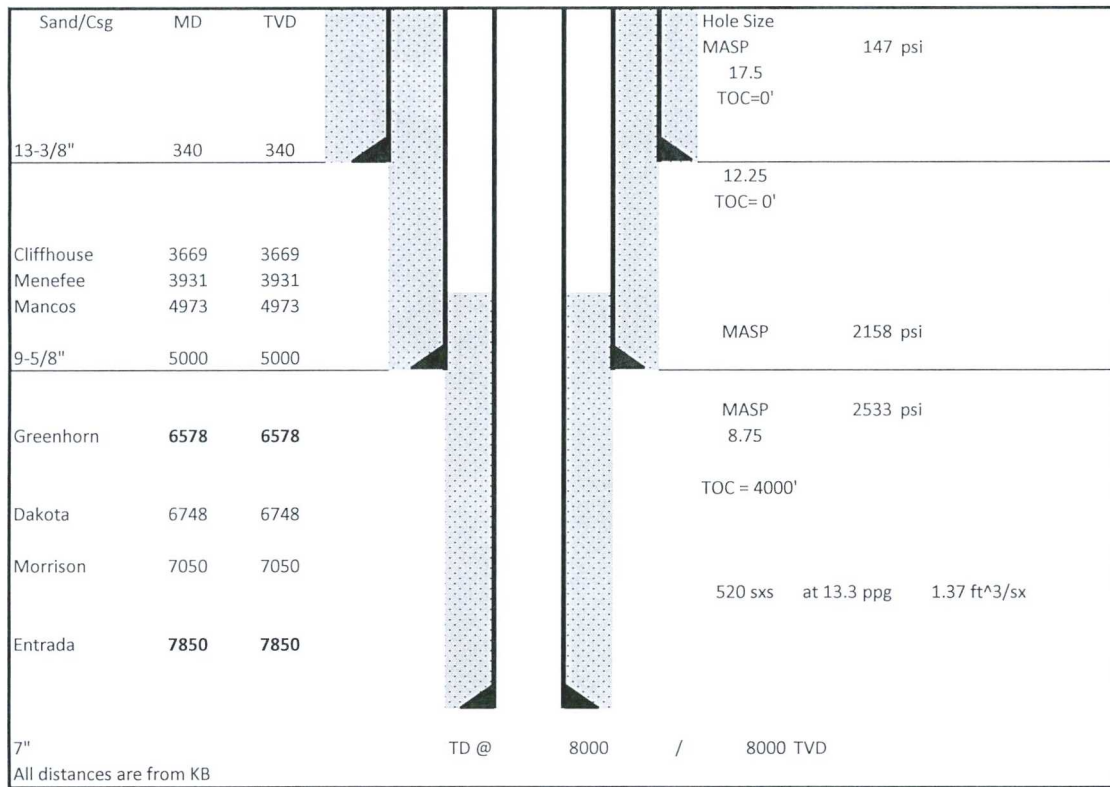 Sand/Csg MD TVD Hole Size
MASP 147 psi
17.5
TOC=0'
13-3/8" 340 340
12.25
TOC= 0'
Cliffhouse 3669 3669
Menefee 3931 3931
Mancos 4973 4973
MASP 2158 psi
9-5/8" 5000 5000
MASP 2533 psi
Greenhorn 6578 6578 8.75
TOC = 4000'
Dakota 6748 6748
Morrison 7050 7050
520 sxs at 13.3 ppg 1.37 ft^3/sx
Entrada 7850 7850
7" TD @ 8000 / 8000 TVD
All distances are from KB